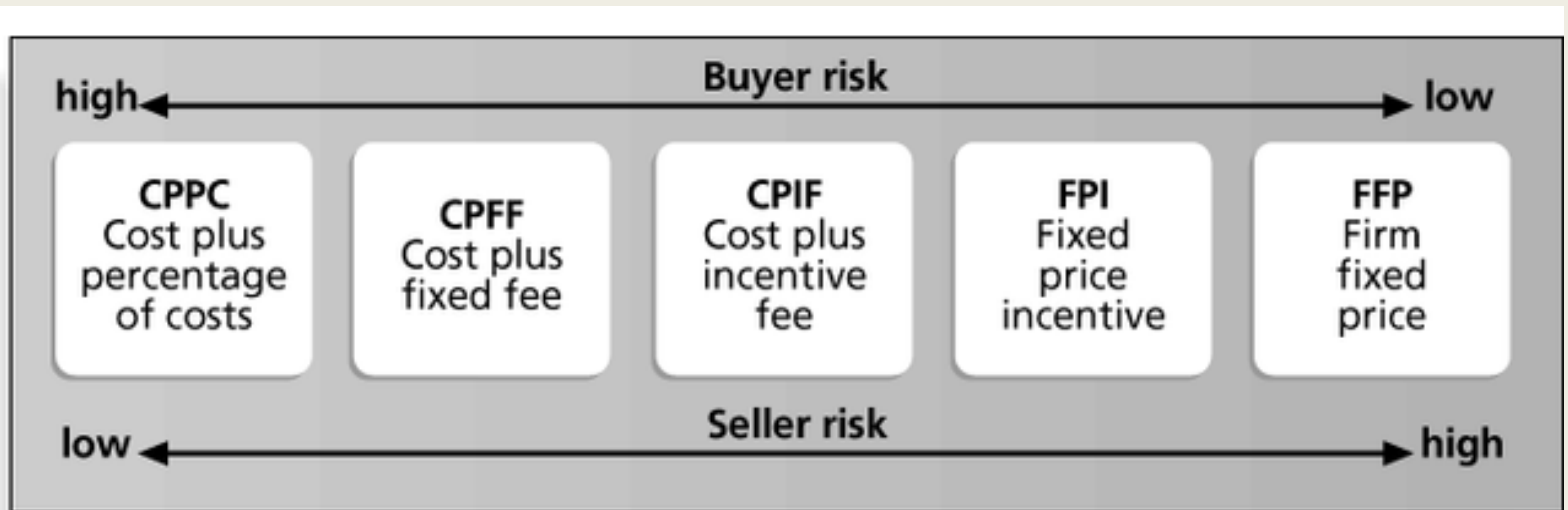 Buyer risk
high low
CPPC
Cost plus
percentage
of costs
CPFF
Cost plus
fixed fee
CPIF
Cost plus
incentive
fee
FPI
Fixed
price
incentive
FFP
Firm
fixed
price
Seller risk
low high